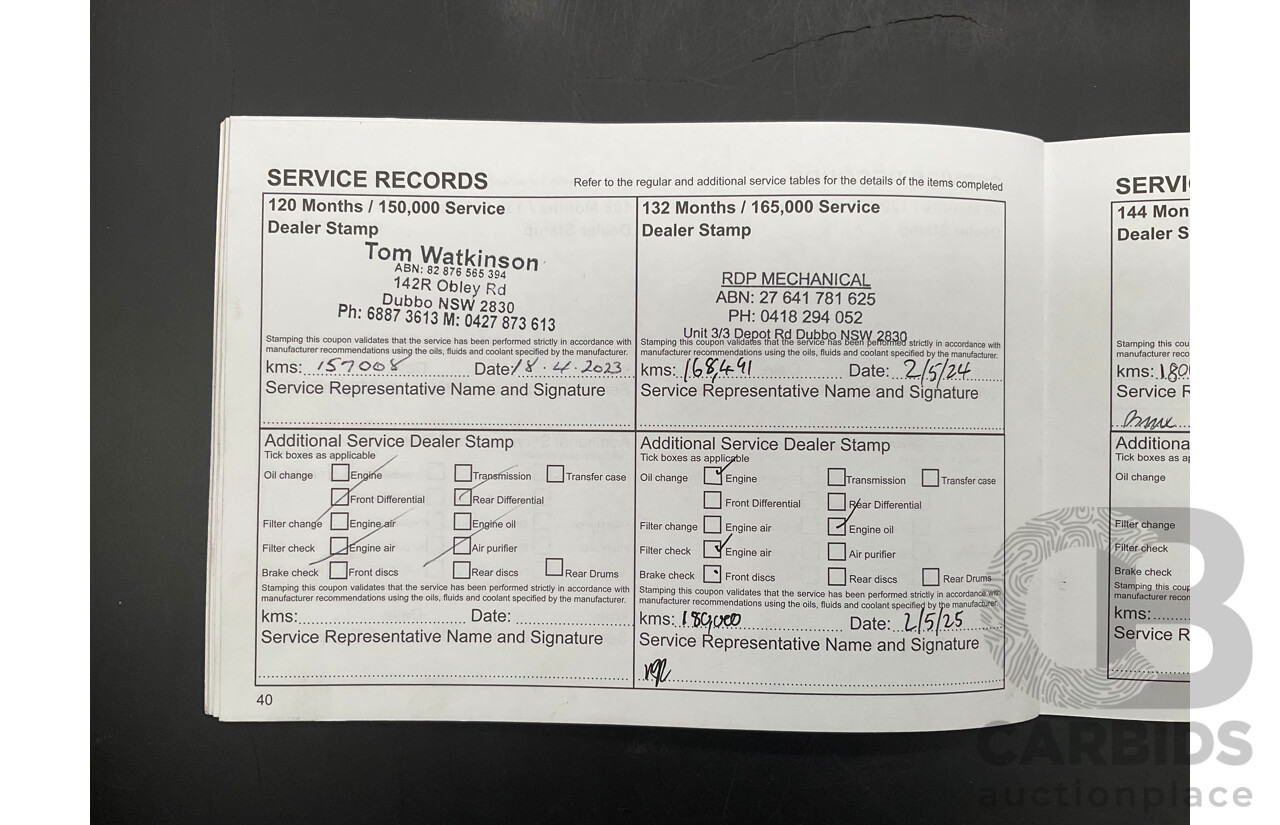 SERVICE RECORDS
Refer to the regular and additional service tables for the details of the items completed
120 Months / 150,000 Service
Dealer Stamp
Tom Watkinson
ABN: 82 876 565 394
142R Obley Rd
Dubbo NSW 2830
Ph: 6887 3613 M: 0427 873 613
Stamping this coupon validates that the service has been performed strictly in accordance with
manufacturer recommendations using the oils, fluids and coolant specified by the manufacturer.
kms: 157008 Date: 18.4.2023
Service Representative Name and Signature
Additional Service Dealer Stamp
Tick boxes as applicable
Oil change Engine Transmission Transfer case
Front Differential Rear Differential
Filter change Engine air Engine oil
Filter check Engine air Air purifier
Brake check Front discs Rear discs Rear Drums
Stamping this coupon validates that the service has been performed strictly in accordance with
manufacturer recommendations using the oils, fluids and coolant specified by the manufacturer.
kms: Date:
Service Representative Name and Signature
40
132 Months / 165,000 Service
Dealer Stamp
RDP MECHANICAL
ABN: 27 641 781 625
PH: 0418 294 052
Unit 3/3 Depot Rd Dubbo NSW 2830
Stamping this coupon validates that the service has been performed strictly in accordance with
manufacturer recommendations using the oils, fluids and coolant specified by the manufacturer.
kms: 168,491 Date: 2/5/24
Service Representative Name and Signature
Additional Service Dealer Stamp
Tick boxes as applicable
Oil change Engine Transmission Transfer case
Front Differential Rear Differential
Filter change Engine air Engine oil
Filter check Engine air Air purifier
Brake check Front discs Rear discs Rear Drums
Stamping this coupon validates that the service has been performed strictly in accordance with
manufacturer recommendations using the oils, fluids and coolant specified by the manufacturer.
kms: Date: 2/5/25
Service Representative Name and Signature
SERVI
144 Mon
Dealer S
Stamping this cou
manufacturer reco
kms: 180
Service R
Additiona
Tick boxes as ap
Oil change
Filter change
Filter check
Brake check
Stamping this coup
manufacturer recon
kms:
Service R
CB
CARBIDS
auctionplace